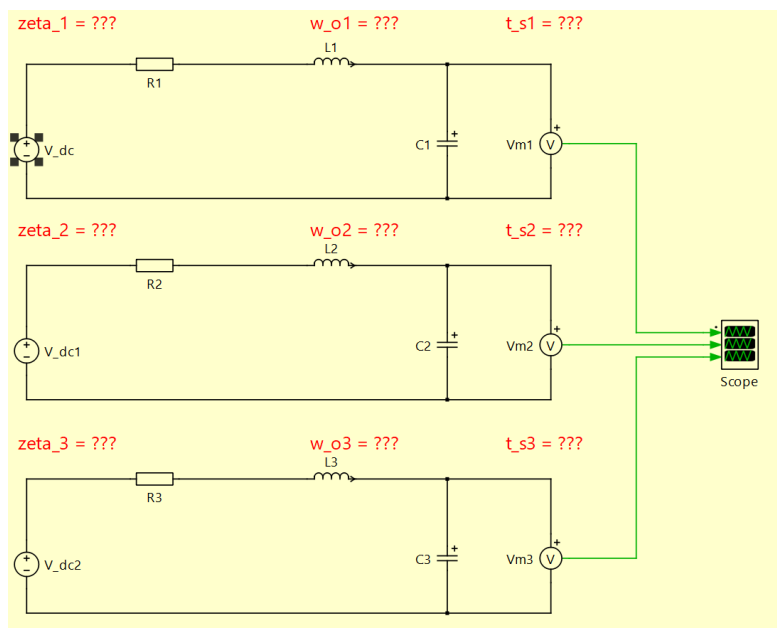 zeta_1 = ??? w_o1 = ??? t_s1 = ???
L1
R1
V_dc
C1
Vm1
V
zeta_2 = ??? w_o2 = ??? t_s2 = ???
L2
R2
V_dc1
C2
Vm2
V
Scope
zeta_3 = ??? w_o3 = ??? t_s3 = ???
L3
R3
V_dc2
C3
Vm3
V